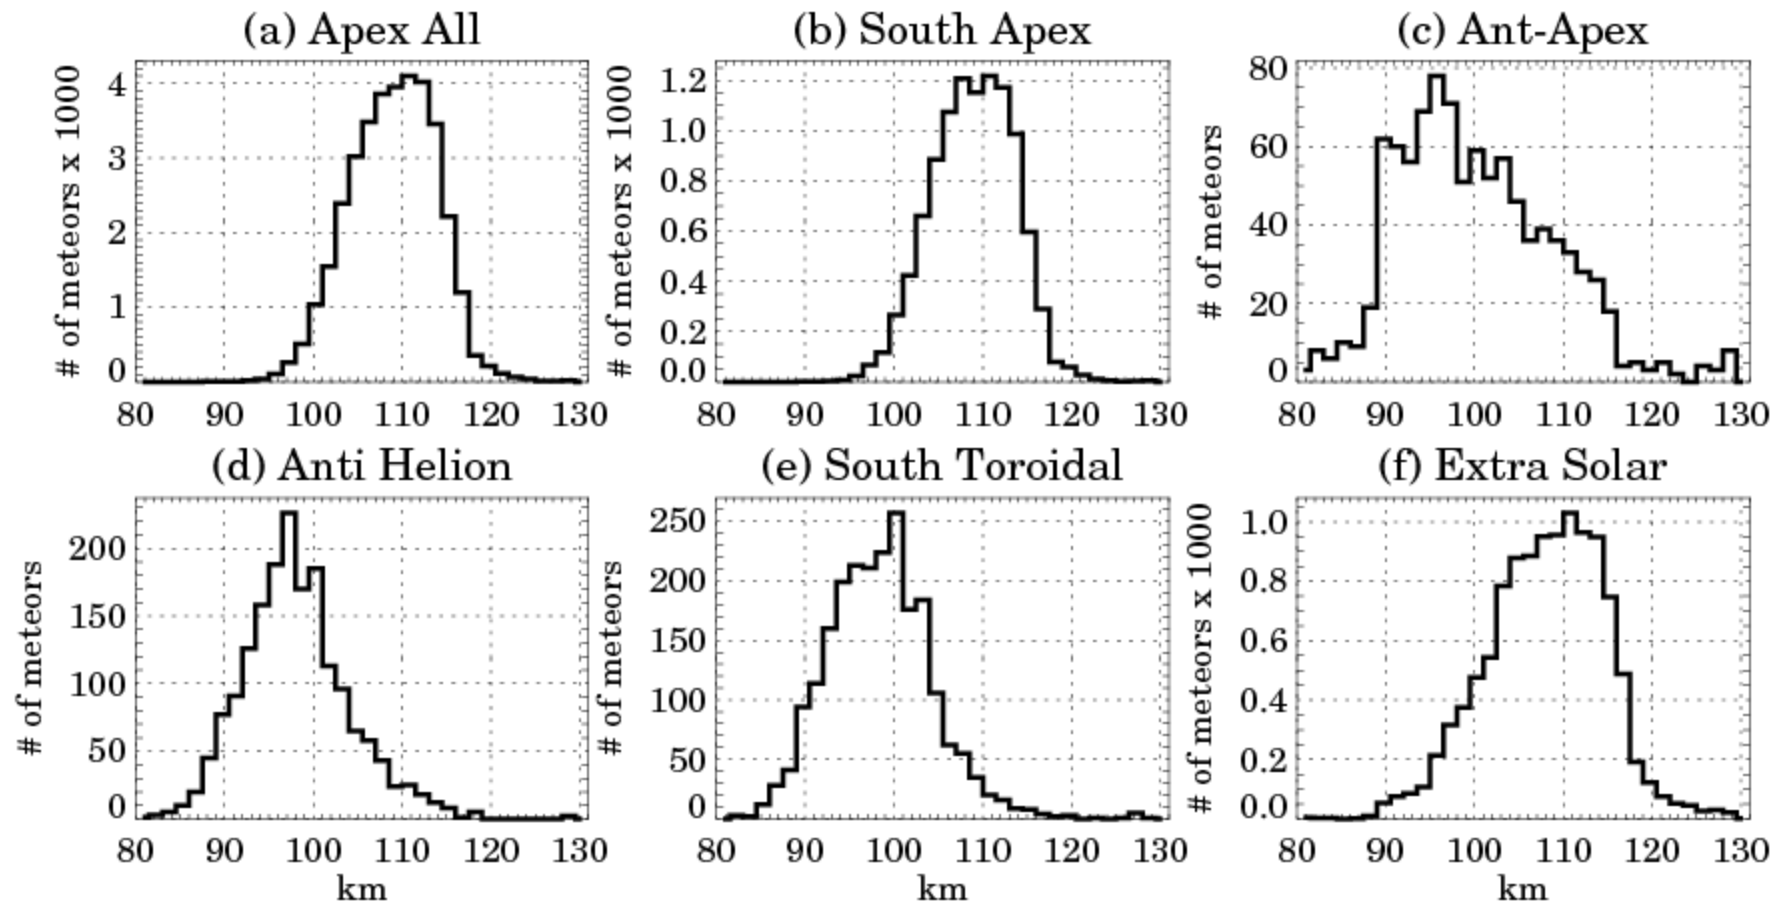 (a) Apex All
(b) South Apex
(c) Ant-Apex
# of meteors x 1000
4
3
2
1
0
80 90 100 110 120 130
# of meteors x 1000
1.2
1.0
0.8
0.6
0.4
0.2
0.0
80 90 100 110 120 130
# of meteors
80
60
40
20
0
80 90 100 110 120 130
(d) Anti Helion
(e) South Toroidal
(f) Extra Solar
# of meteors
200
150
100
50
0
80 90 100 110 120 130
km
# of meteors
250
200
150
100
50
0
80 90 100 110 120 130
km
# of meteors x 1000
1.0
0.8
0.6
0.4
0.2
0.0
80 90 100 110 120 130
km